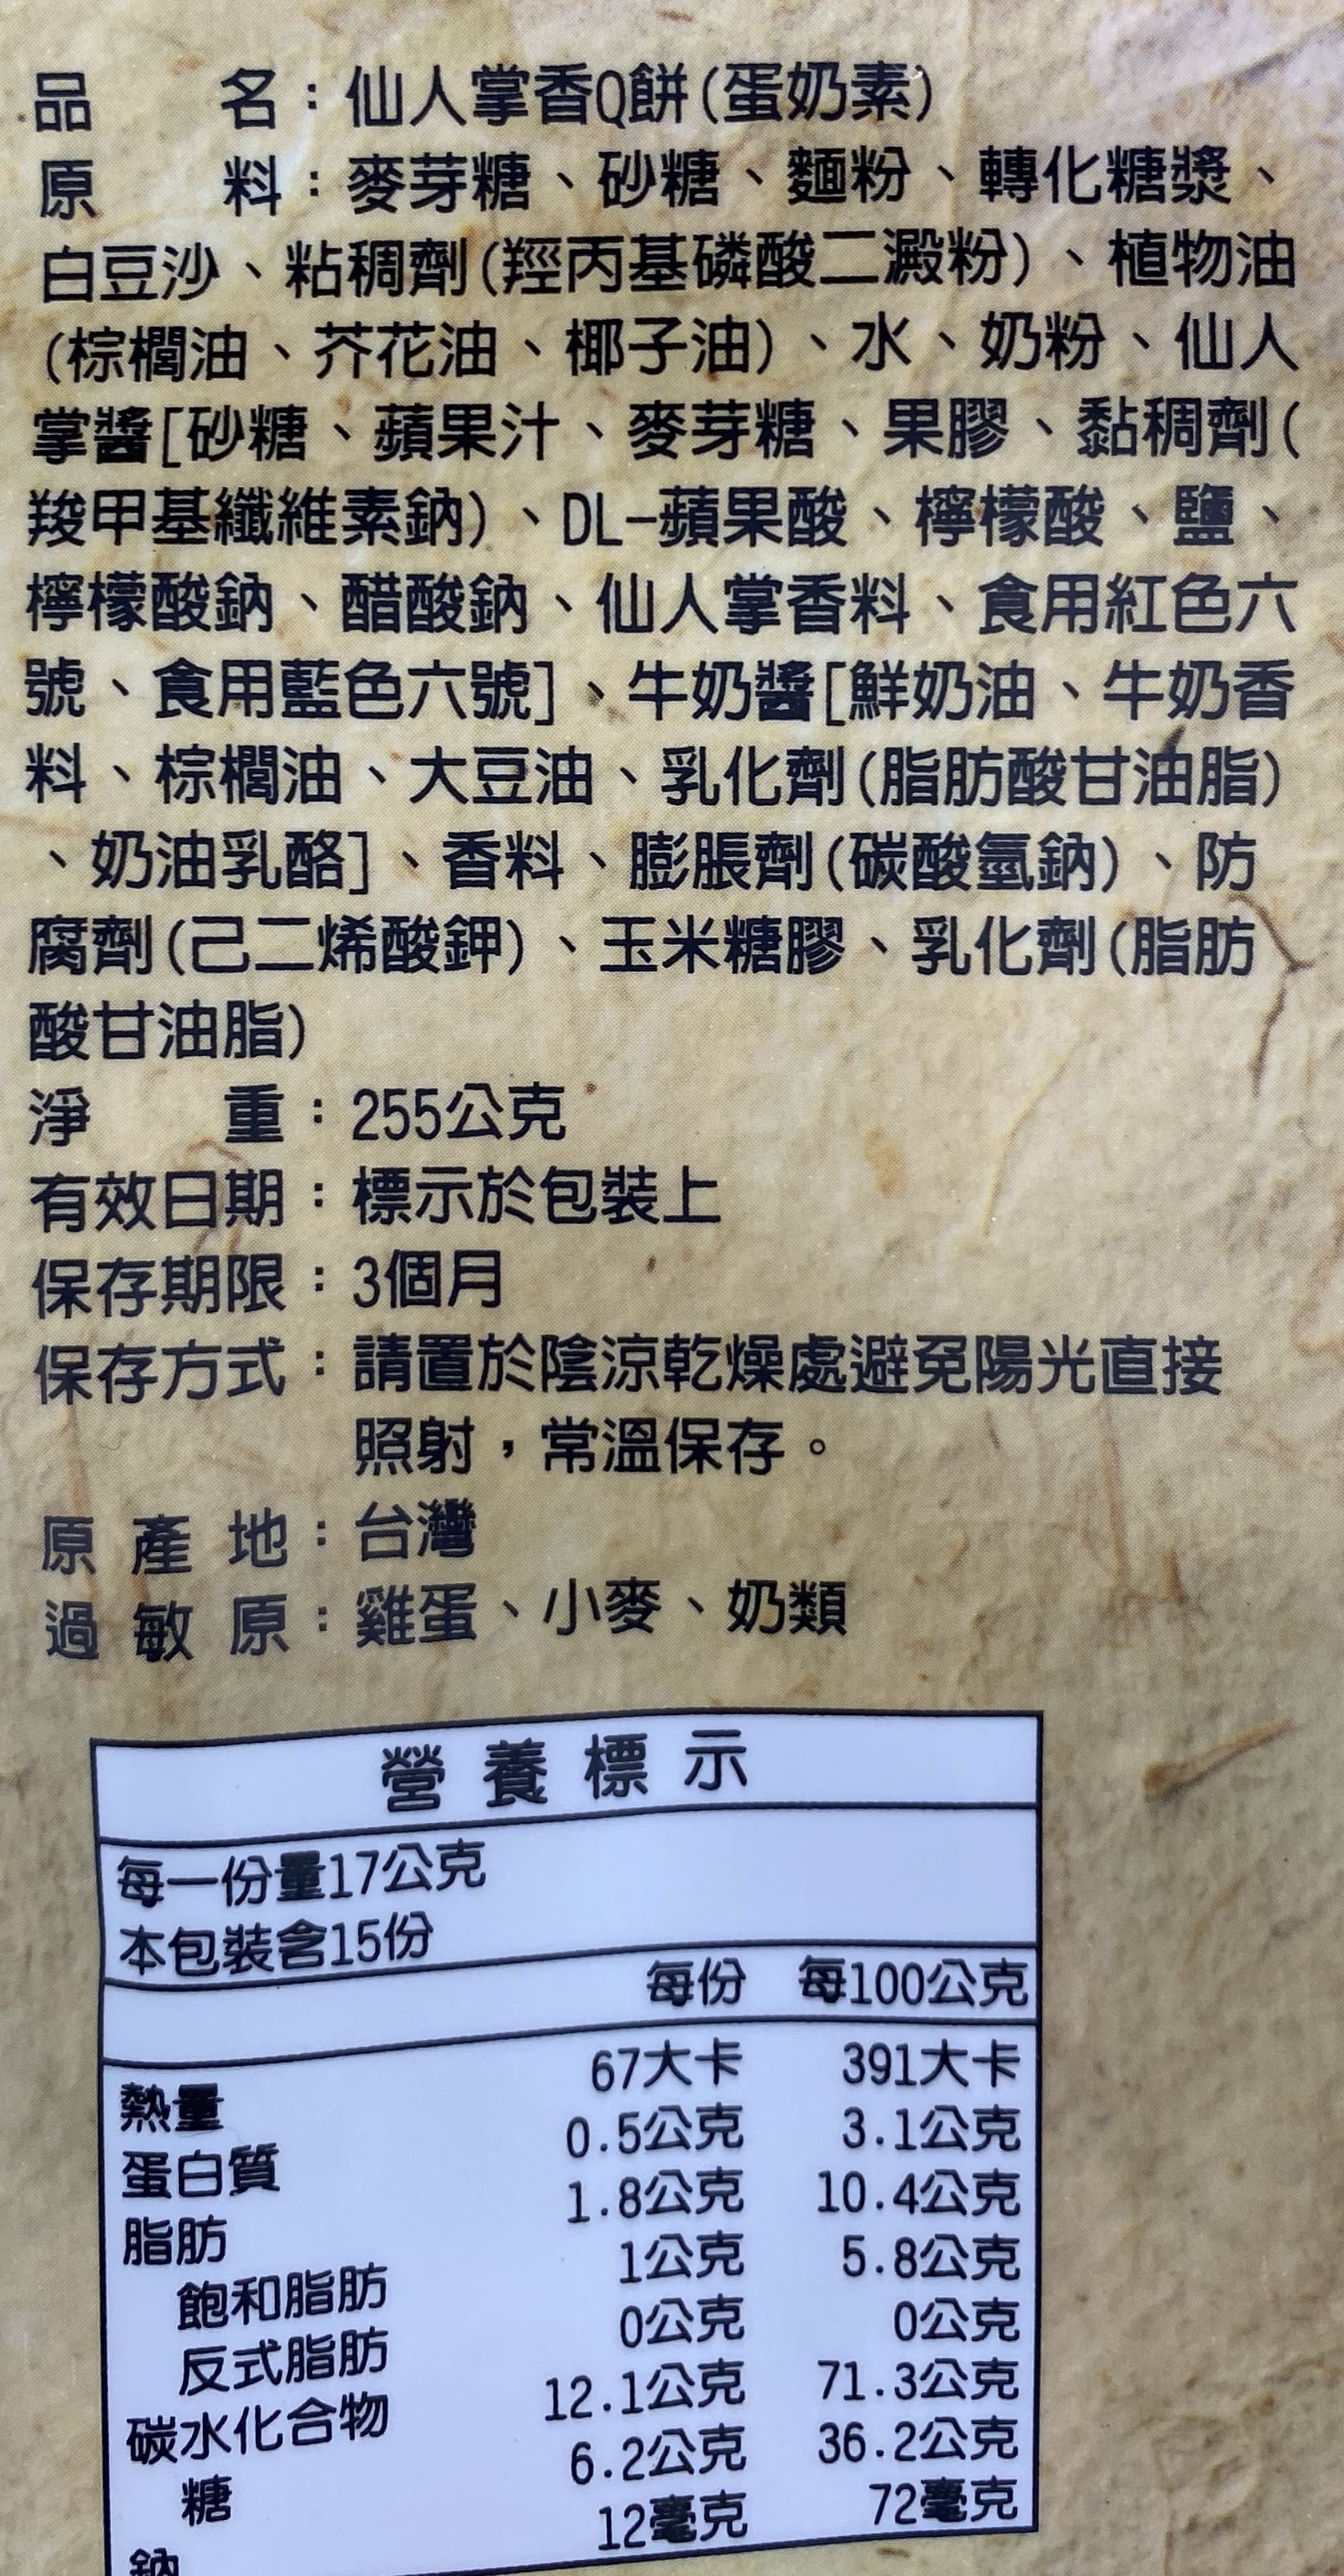 品名：仙人掌香Q餅(蛋奶素)
原料：麥芽糖、砂糖、麵粉、轉化糖漿、
白豆沙、粘稠劑(羥丙基磷酸二澱粉)、植物油
(棕櫚油、芥花油、椰子油)、水、奶粉、仙人
掌醬[砂糖、蘋果汁、麥芽糖、果膠、黏稠劑(
羧甲基纖維素鈉)、DL-蘋果酸、檸檬酸、鹽、
檸檬酸鈉、醋酸鈉、仙人掌香料、食用紅色六
號、食用藍色六號]、牛奶醬[鮮奶油、牛奶香
料、棕櫚油、大豆油、乳化劑(脂肪酸甘油脂)
、奶油乳酪]、香料、膨脹劑(碳酸氫鈉)、防
腐劑(己二烯酸鉀)、玉米糖膠、乳化劑(脂肪
酸甘油脂)
淨重：255公克
有效日期：標示於包裝上
保存期限：3個月
保存方式：請置於陰涼乾燥處避免陽光直接
照射，常溫保存。
原產地：台灣
過敏原：雞蛋、小麥、奶類
營養標示
每一份量17公克
本包裝含15份
每份 每100公克
熱量 67大卡 391大卡
蛋白質 0.5公克 3.1公克
脂肪 1.8公克 10.4公克
飽和脂肪 1公克 5.8公克
反式脂肪 0公克 0公克
碳水化合物 12.1公克 71.3公克
糖 6.2公克 36.2公克
鈉 12毫克 72毫克